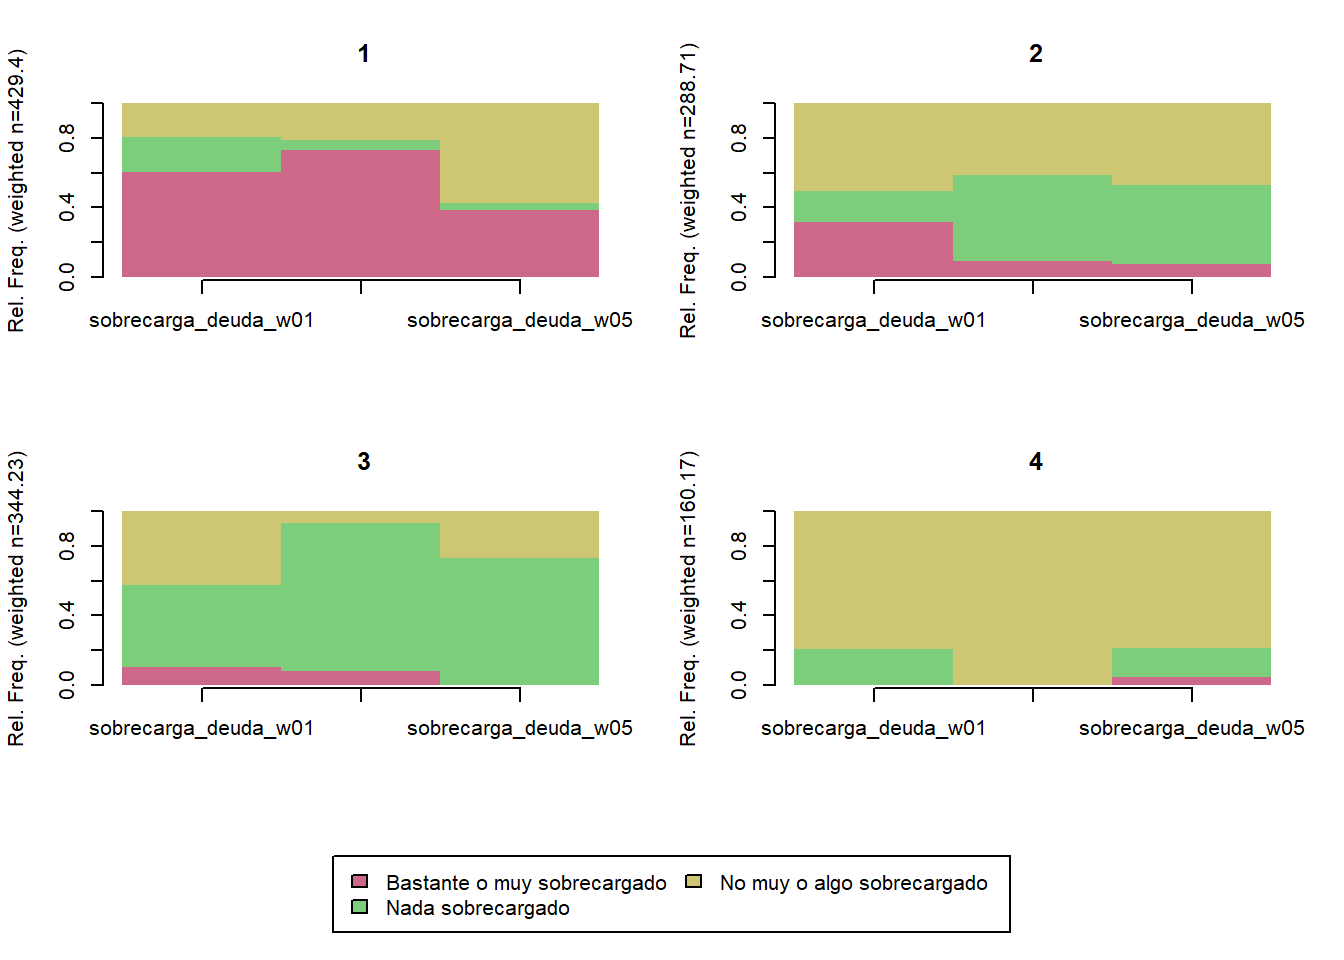 1
Rel. Freq. (weighted n=429.4)
0.8
0.4
0.0
sobrecarga_deuda_w01 sobrecarga_deuda_w05
2
Rel. Freq. (weighted n=288.71)
0.8
0.4
0.0
sobrecarga_deuda_w01 sobrecarga_deuda_w05
3
Rel. Freq. (weighted n=344.23)
0.8
0.4
0.0
sobrecarga_deuda_w01 sobrecarga_deuda_w05
4
Rel. Freq. (weighted n=160.17)
0.8
0.4
0.0
sobrecarga_deuda_w01 sobrecarga_deuda_w05
Bastante o muy sobrecargado No muy o algo sobrecargado
Nada sobrecargado